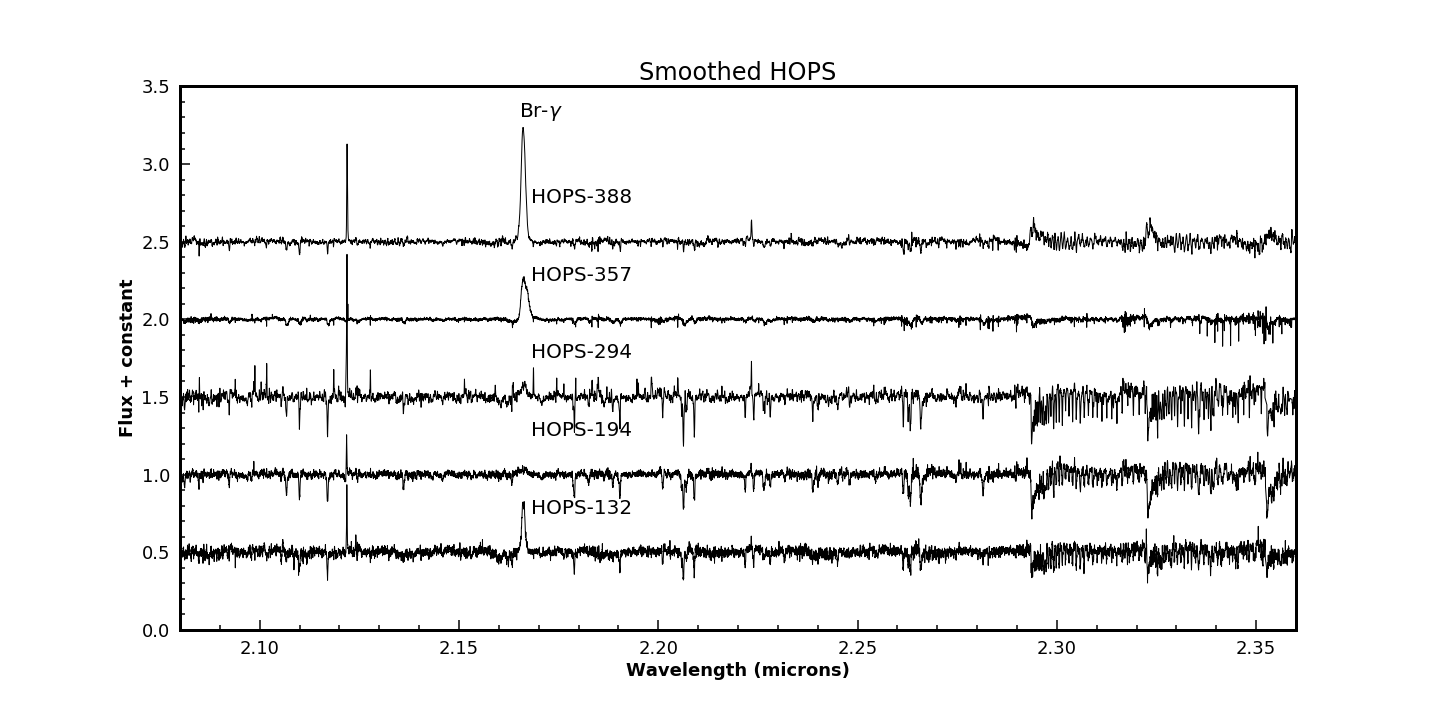 Smoothed HOPS
3.5
3.0
2.5
2.0
1.5
1.0
0.5
0.0
Flux + constant
Br-γ
HOPS-388
HOPS-357
HOPS-294
HOPS-194
HOPS-132
2.10 2.15 2.20 2.25 2.30 2.35
Wavelength (microns)